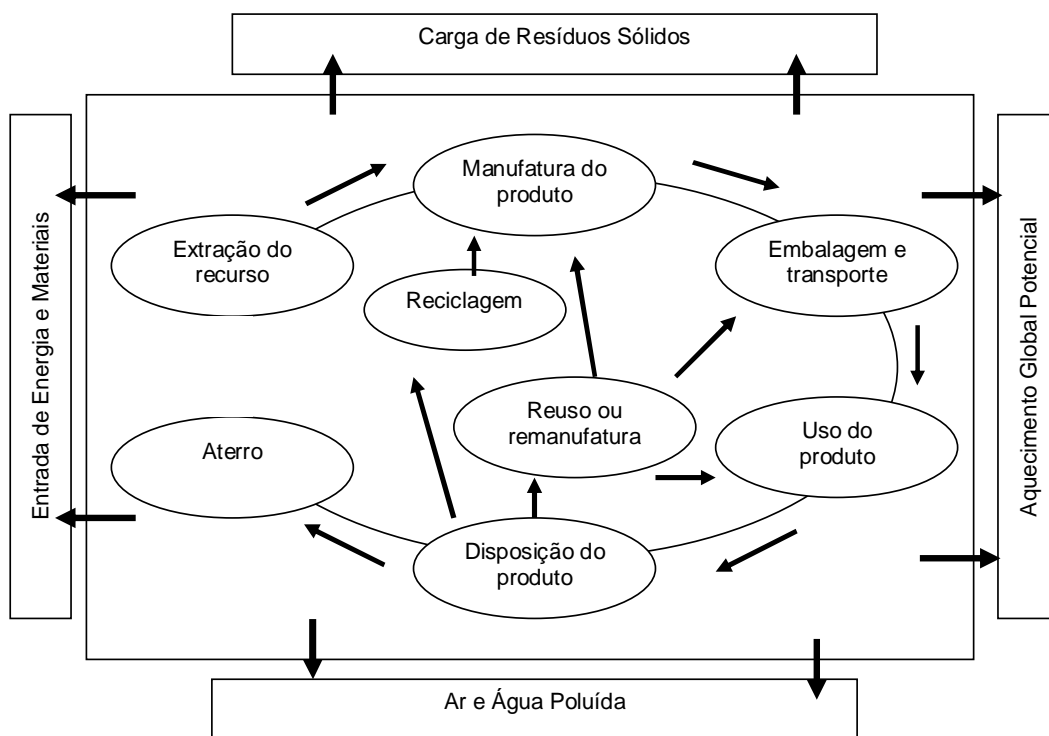 Carga de Resíduos Sólidos
Entrada de Energia e Materiais
Manufatura do
produto
Extração do
recurso
Embalagem e
transporte
Reciclagem
Reuso ou
remanufatura
Uso do
produto
Aterro
Disposição do
produto
Aquecimento Global Potencial
Ar e Água Poluída